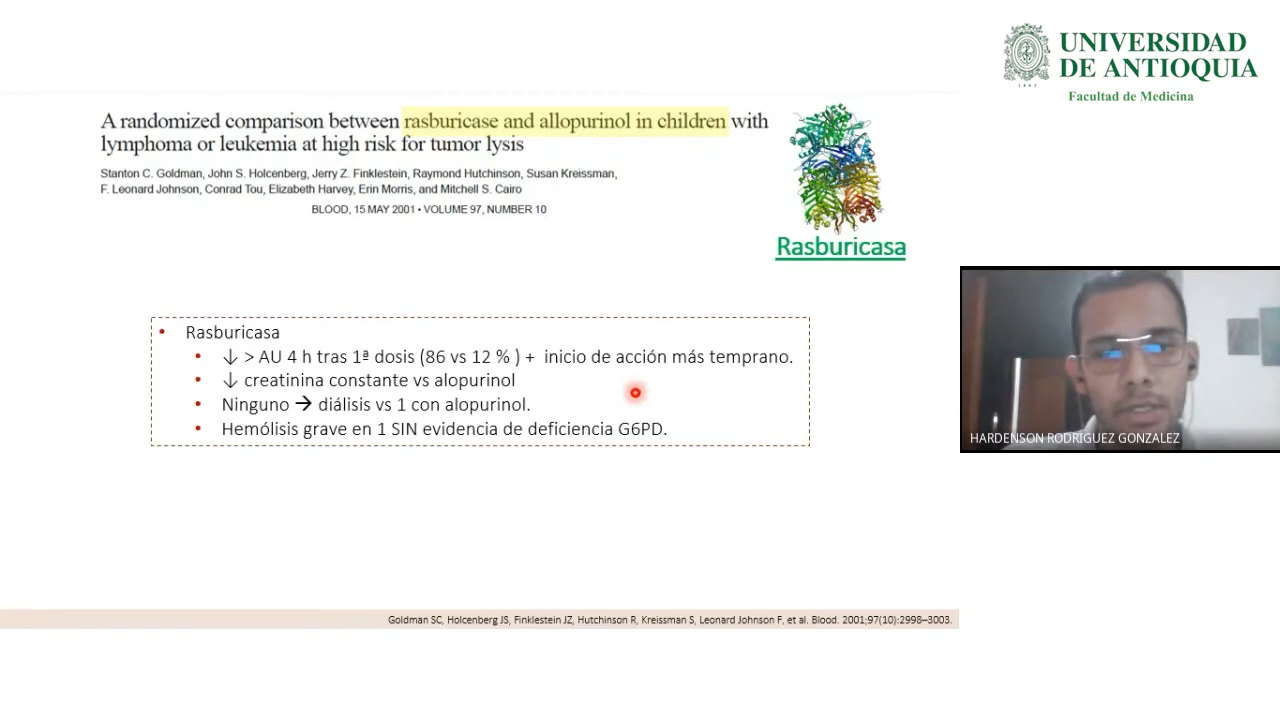 UNIVERSIDAD
DE ANTIOQUIA
Facultad de Medicina
1803
A randomized comparison between rasburicase and allopurinol in children with
lymphoma or leukemia at high risk for tumor lysis
Stanton C. Goldman, John S. Holcenberg, Jerry Z. Finklestein, Raymond Hutchinson, Susan Kreissman,
F. Leonard Johnson, Conrad Tou, Elizabeth Harvey, Erin Morris, and Mitchell S. Cairo
BLOOD, 15 MAY 2001 • VOLUME 97, NUMBER 10
Rasburicasa
• Rasburicasa
• ↓ > AU 4 h tras 1ª dosis (86 vs 12 % ) + inicio de acción más temprano.
• ↓ creatinina constante vs alopurinol
• Ninguno → diálisis vs 1 con alopurinol.
• Hemólisis grave en 1 SIN evidencia de deficiencia G6PD.
HARDENSON RODRIGUEZ GONZALEZ
Goldman SC, Holcenberg JS, Finklestein JZ, Hutchinson R, Kreissman S, Leonard Johnson F, et al. Blood. 2001;97(10):2998–3003.